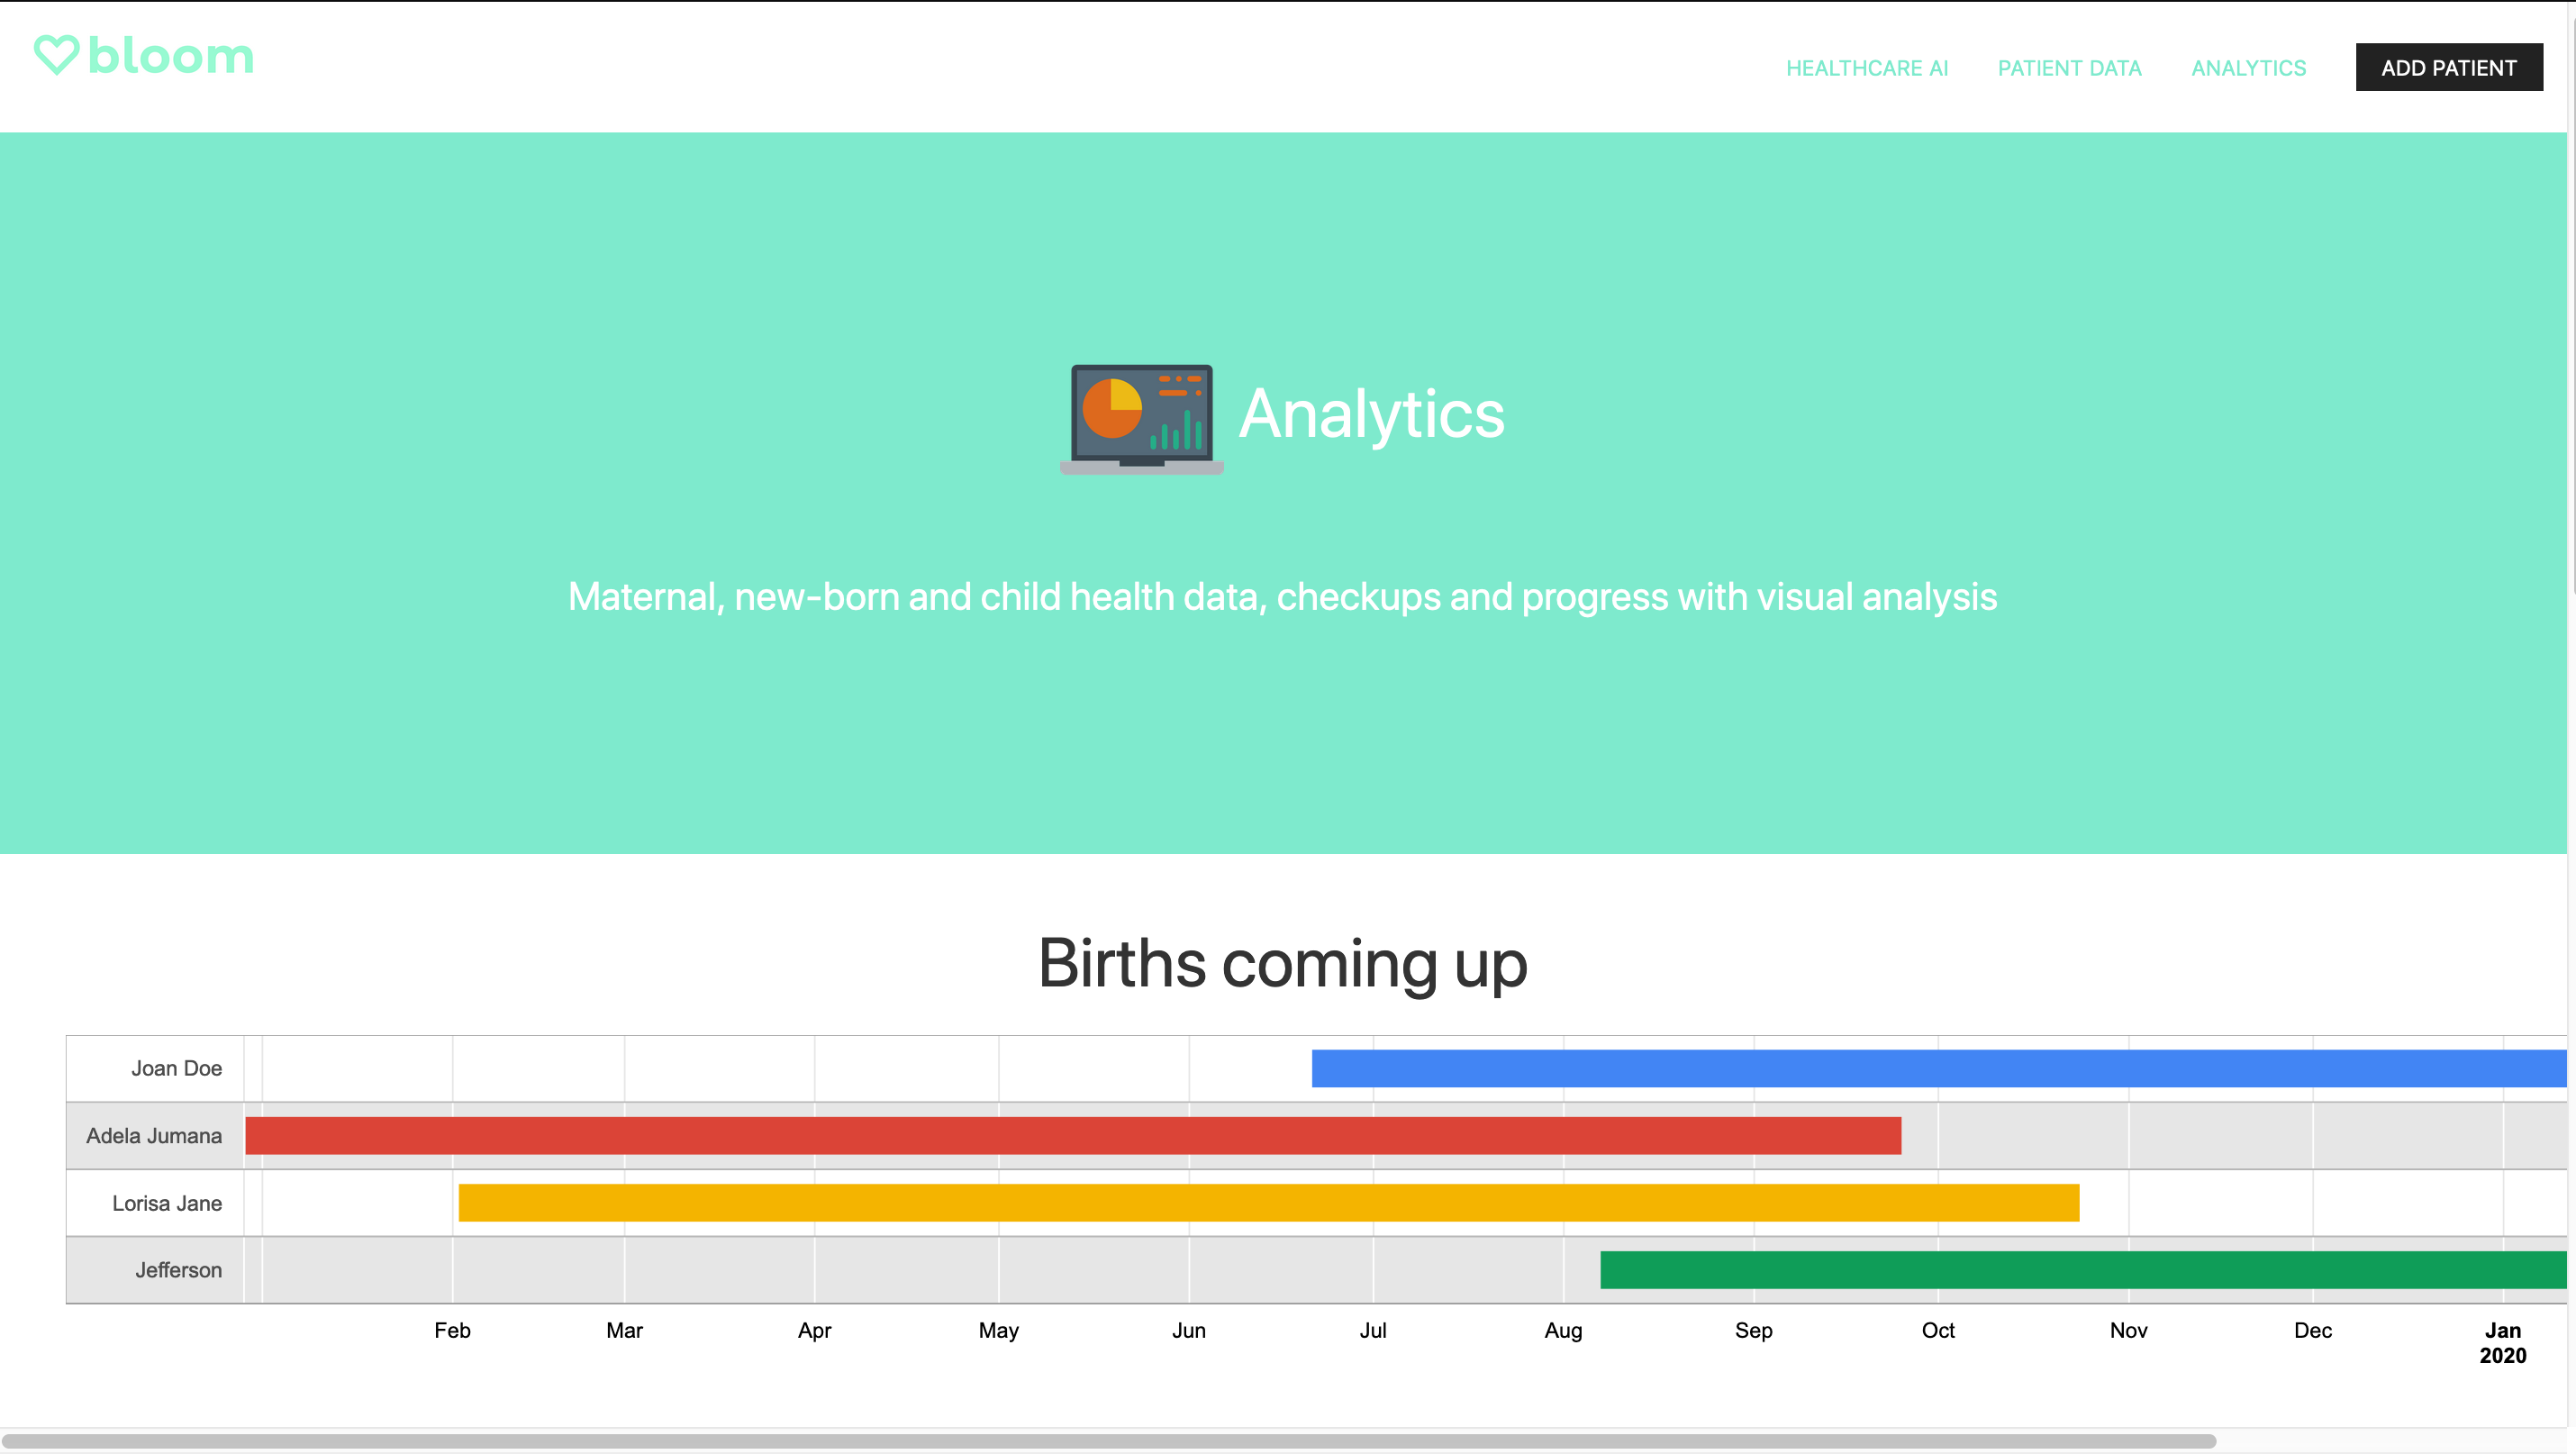 bloom
HEALTHCARE AI PATIENT DATA ANALYTICS ADD PATIENT
Analytics
Maternal, new-born and child health data, checkups and progress with visual analysis
Births coming up
Joan Doe
Adela Jumana
Lorisa Jane
Jefferson
Feb Mar Apr May Jun Jul Aug Sep Oct Nov Dec Jan
2020